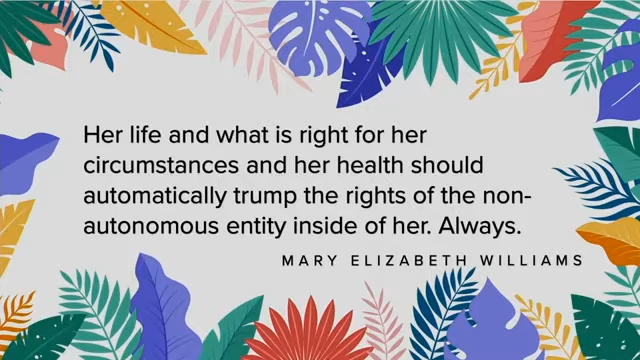 Her life and what is right for her
circumstances and her health should
automatically trump the rights of the non-
autonomous entity inside of her. Always.
MARY ELIZABETH WILLIAMS